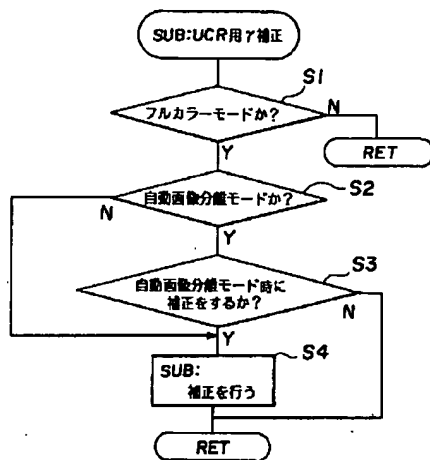 SUB:UCR用γ補正
S1
フルカラーモードか?
N
Y
RET
S2
自動画像分離モードか?
N
Y
S3
自動画像分離モード時に
補正をするか?
N
Y
S4
SUB:
補正を行う
RET